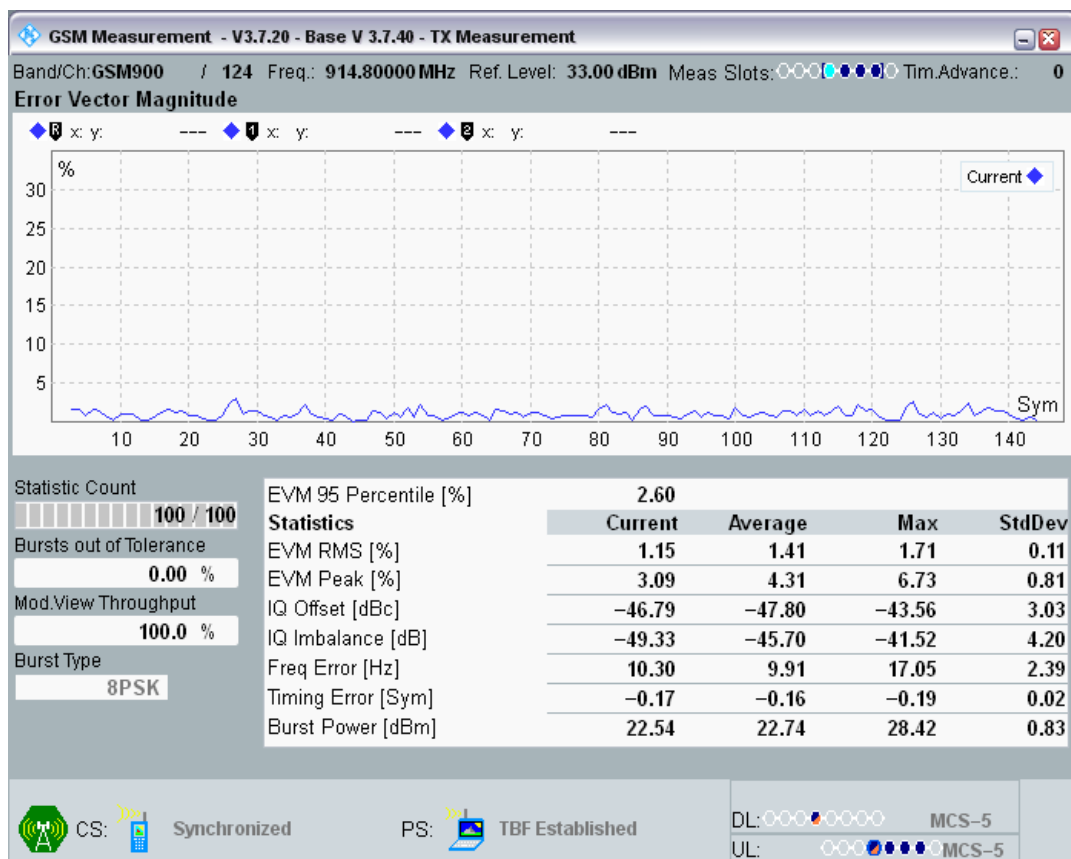 GSM Measurement - V3.7.20 - Base V 3.7.40 - TX Measurement
Band/Ch:GSM900 / 124 Freq.: 914.80000 MHz Ref. Level: 33.00 dBm Meas Slots: Tim.Advance.: 0
Error Vector Magnitude
R x: y: --- 1 x: y: --- 2 x: y: ---
%
Current
30
25
20
15
10
5
Sym
10 20 30 40 50 60 70 80 90 100 110 120 130 140
Statistic Count
100 / 100
Bursts out of Tolerance
0.00 %
Mod.View Throughput
100.0 %
Burst Type
8PSK
EVM 95 Percentile [%] 2.60
Statistics Current Average Max StdDev
EVM RMS [%] 1.15 1.41 1.71 0.11
EVM Peak [%] 3.09 4.31 6.73 0.81
IQ Offset [dBc] −46.79 −47.80 −43.56 3.03
IQ Imbalance [dB] −49.33 −45.70 −41.52 4.20
Freq Error [Hz] 10.30 9.91 17.05 2.39
Timing Error [Sym] −0.17 −0.16 −0.19 0.02
Burst Power [dBm] 22.54 22.74 28.42 0.83
CS: Synchronized PS: TBF Established
DL: MCS−5
UL: MCS−5